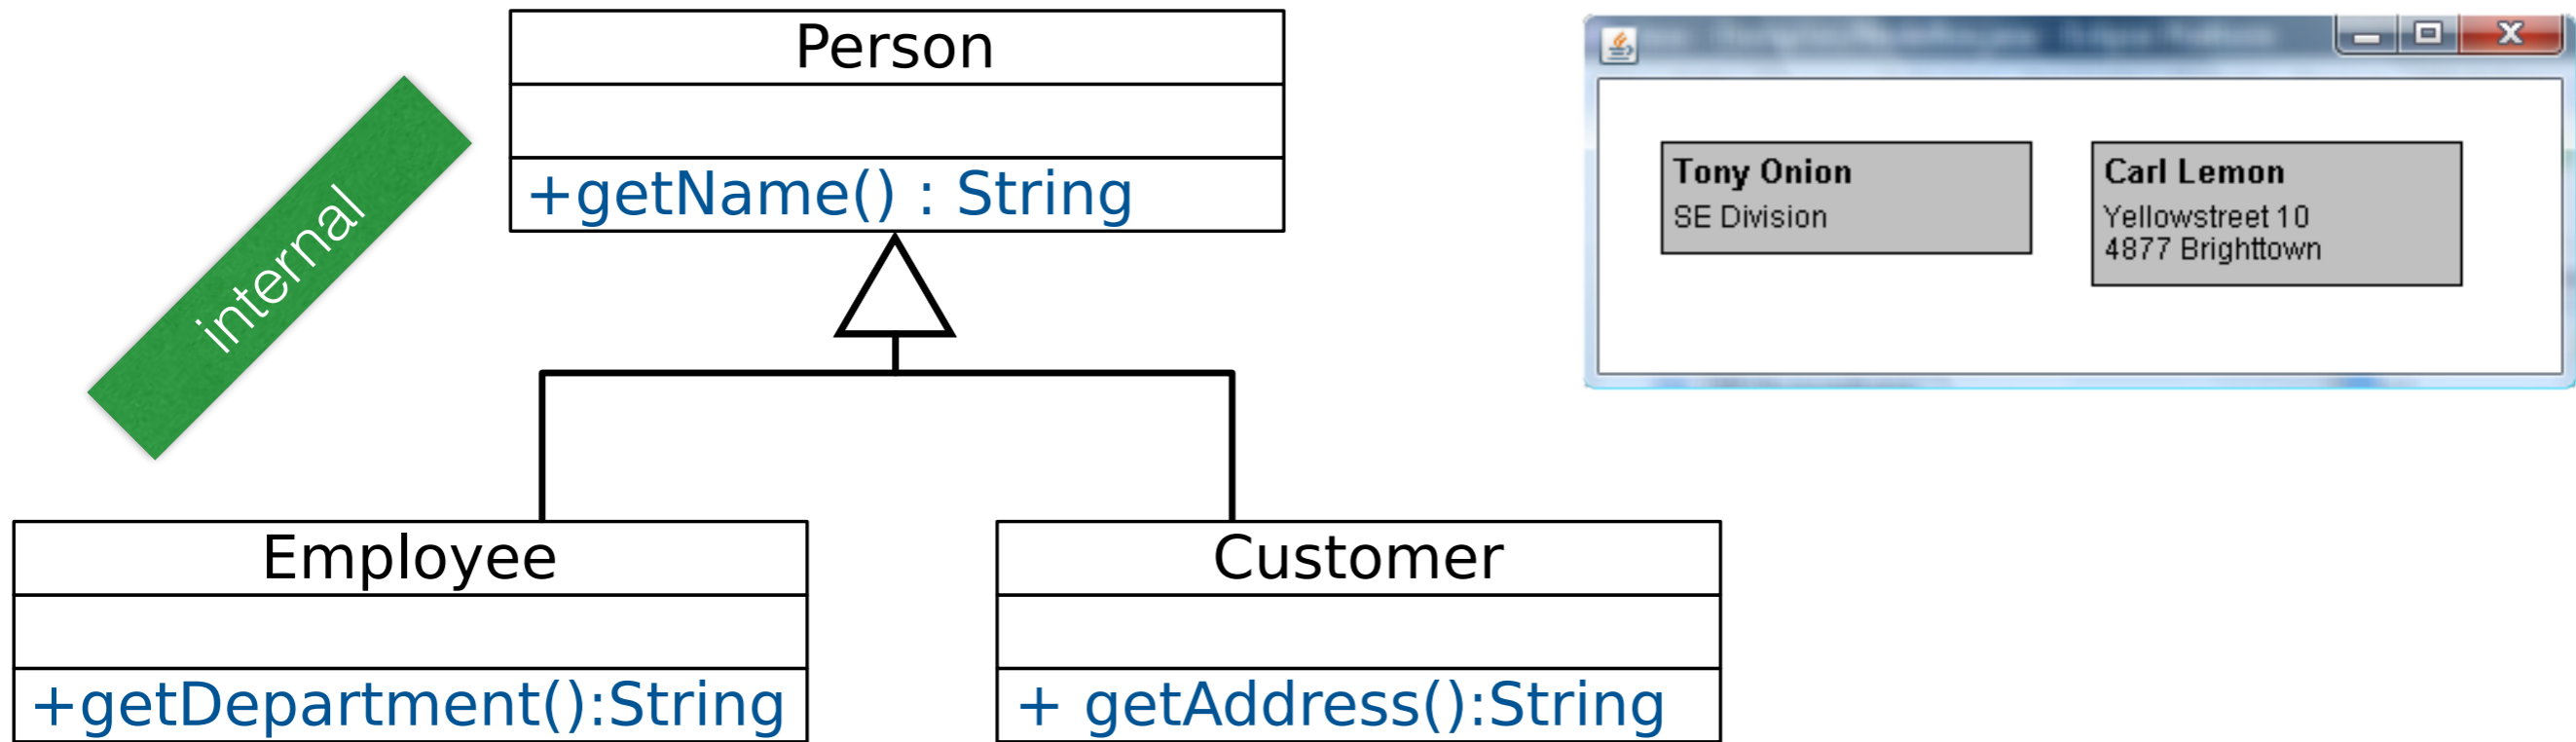 Person
+getName() : String
internal
Employee
+getDepartment():String
Customer
+ getAddress():String
Tony Onion
SE Division
Carl Lemon
Yellowstreet 10
4877 Brighttown